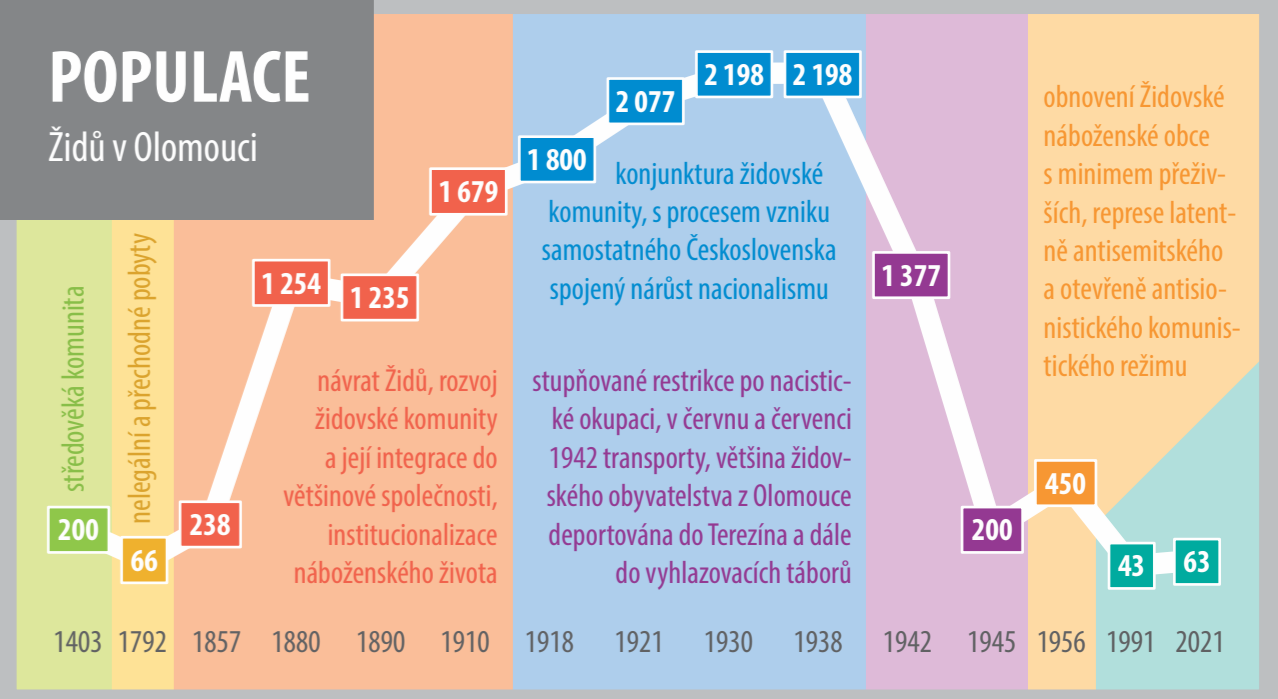 POPULACE
Židů v Olomouci
středověká komunita
nelegální a přechodné pobyty
návrat Židů, rozvoj
židovské komunity
a její integrace do
většinové společnosti,
institucionalizace
náboženského života
konjunktura židovské
komunity, s procesem vzniku
samostatného Československa
spojený nárůst nacionalismu
stupňované restrikce po nacistic-
ké okupaci, v červnu a červenci
1942 transporty, většina židov-
ského obyvatelstva z Olomouce
deportována do Terezína a dále
do vyhlazovacích táborů
obnovení Židovské
náboženské obce
s minimem přeživ-
ších, represe latent-
ně antisemitského
a otevřeně antisio-
nistického komunis-
tického režimu
200
66
238
1 254
1 235
1 679
1 800
2 077
2 198
2 198
1 377
200
450
43
63
1403 1792 1857 1880 1890 1910 1918 1921 1930 1938 1942 1945 1956 1991 2021